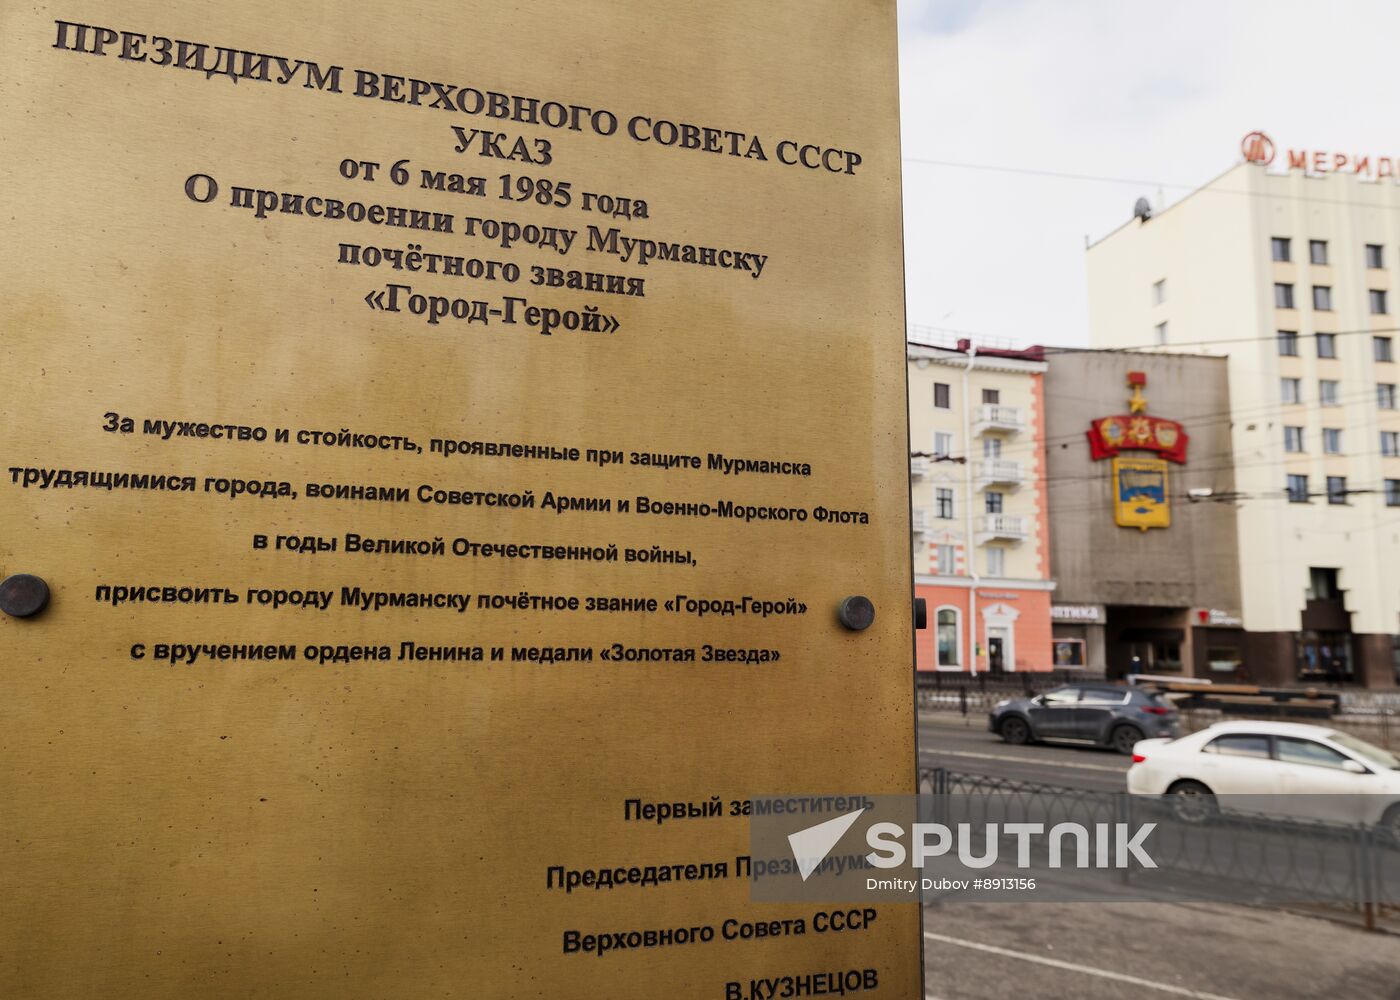 ПРЕЗИДИУМ ВЕРХОВНОГО СОВЕТА СССР
УКАЗ
от 6 мая 1985 года
О присвоении городу Мурманску
почётного звания
«Город-Герой»
За мужество и стойкость, проявленные при защите Мурманска
трудящимися города, воинами Советской Армии и Военно-Морского Флота
в годы Великой Отечественной войны,
присвоить городу Мурманску почётное звание «Город-Герой»
с вручением ордена Ленина и медали «Золотая Звезда»
Первый заместитель
Председателя Президиума
Верховного Совета СССР
В.КУЗНЕЦОВ
МЕРИДИ
оптика
SPUTNIK
Dmitry Dubov #8913156